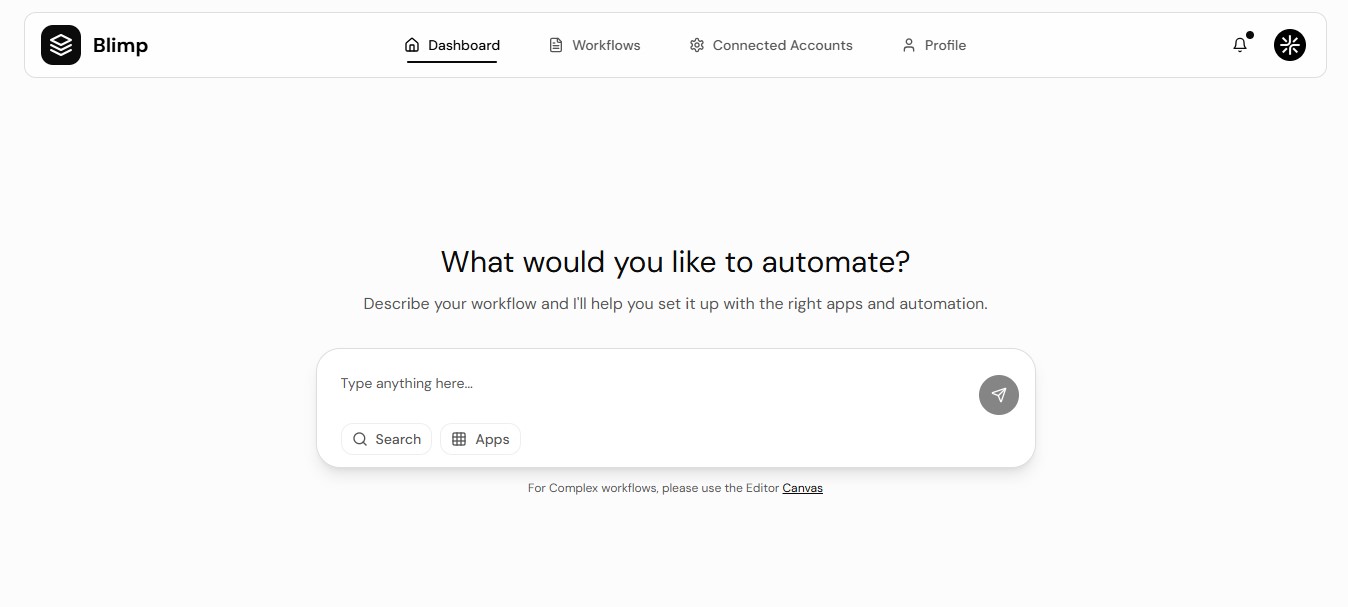 Blimp
Dashboard
Workflows
Connected Accounts
Profile
What would you like to automate?
Describe your workflow and I'll help you set it up with the right apps and automation.
Type anything here...
Search
Apps
For Complex workflows, please use the Editor Canvas